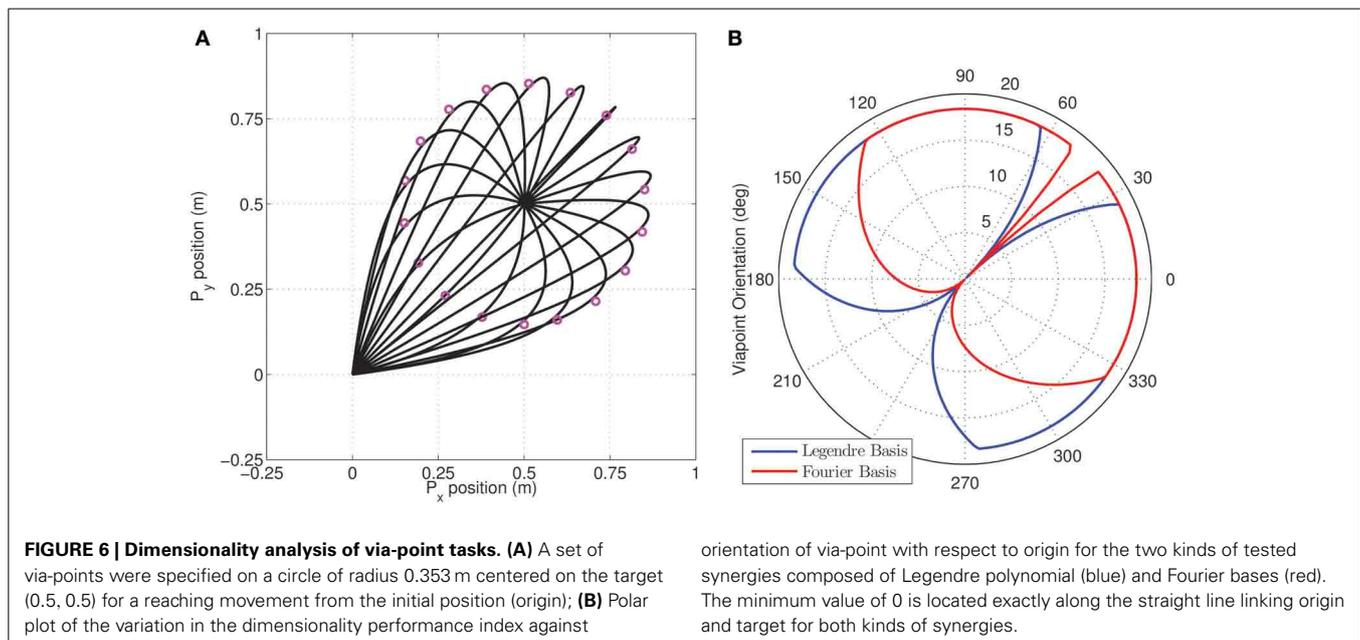 A
1
0.75
0.5
0.25
0
−0.25
−0.25
0
0.25
0.5
0.75
1
P_y position (m)
P_x position (m)
B
90
20
120
60
15
150
30
10
5
180
0
210
330
300
270
Viapoint Orientation (deg)
Legendre Basis
Fourier Basis
FIGURE 6 | Dimensionality analysis of via-point tasks. (A) A set of
via-points were specified on a circle of radius 0.353 m centered on the target
(0.5, 0.5) for a reaching movement from the initial position (origin); (B) Polar
plot of the variation in the dimensionality performance index against
orientation of via-point with respect to origin for the two kinds of tested
synergies composed of Legendre polynomial (blue) and Fourier bases (red).
The minimum value of 0 is located exactly along the straight line linking origin
and target for both kinds of synergies.